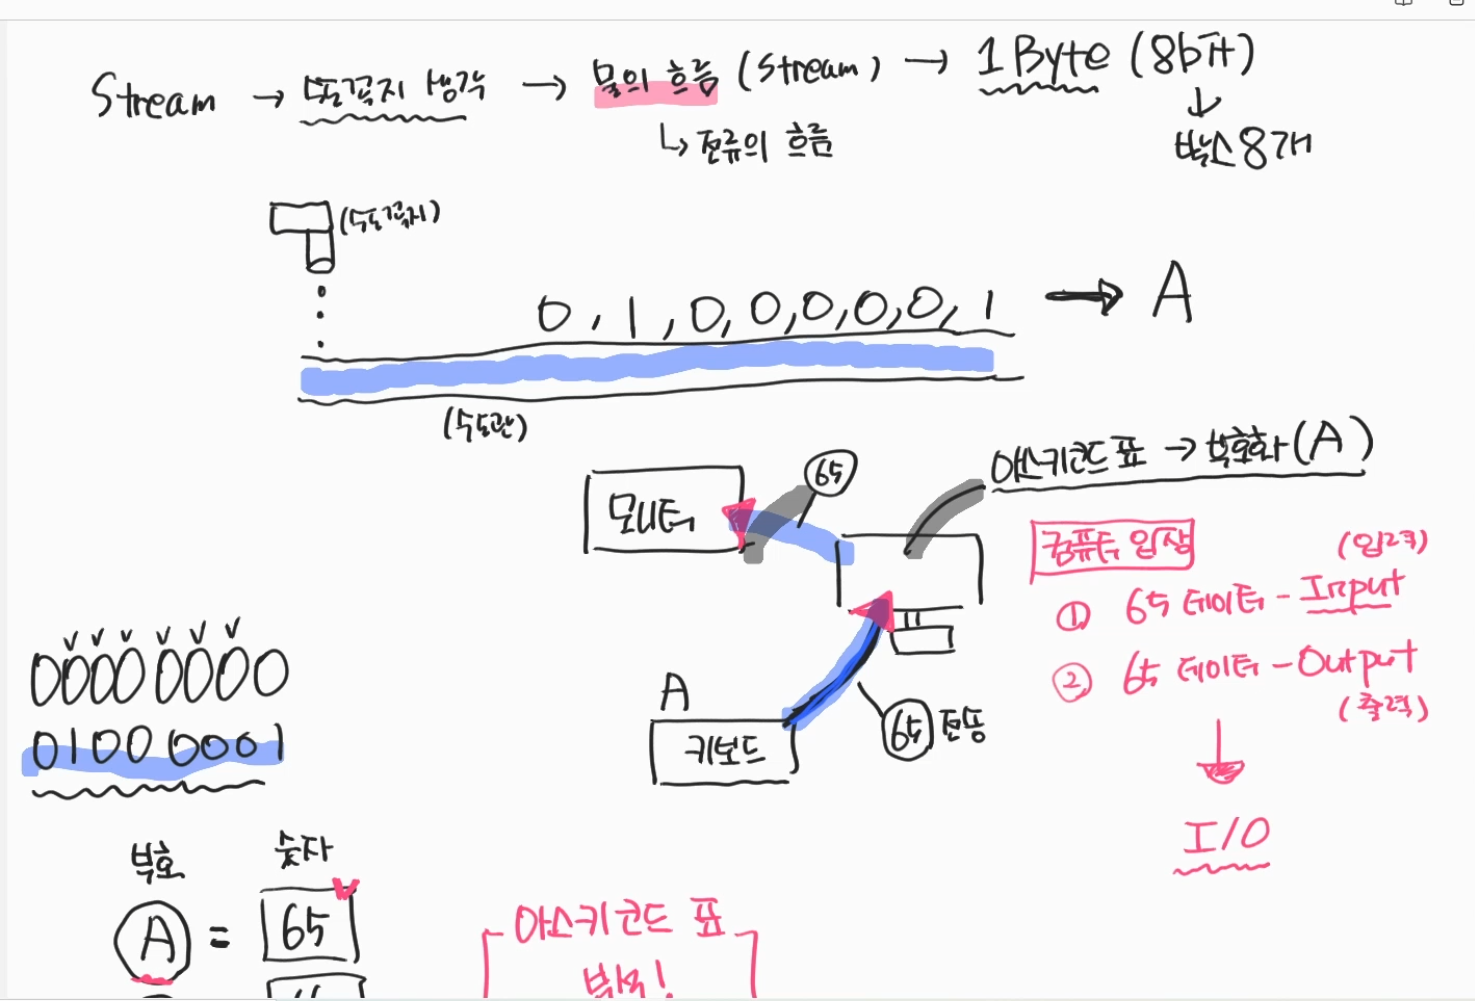 Stream → 똘꼭지 생각 → 물의 흐름 (Stream) → 1 Byte (8bit)
↳ 전류의 흐름
↓
박스 8개
(수도꼭지)
0, 1, 0, 0, 0, 0, 0, 1 → A
(수도관)
아스키코드 표 → 부호화 (A)
65
모니터
컴퓨터 입장
(입력)
① 65 데이터 - Input
② 65 데이터 - Output
(출력)
I/O
A
키보드
65 전송
0000 0000
0100 0001
부호 숫자
A = 65
아스키코드 표